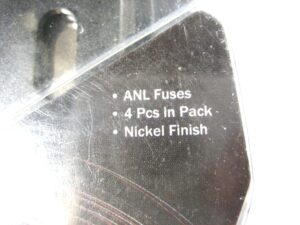 • ANL Fuses
• 4 Pcs In Pack
• Nickel Finish